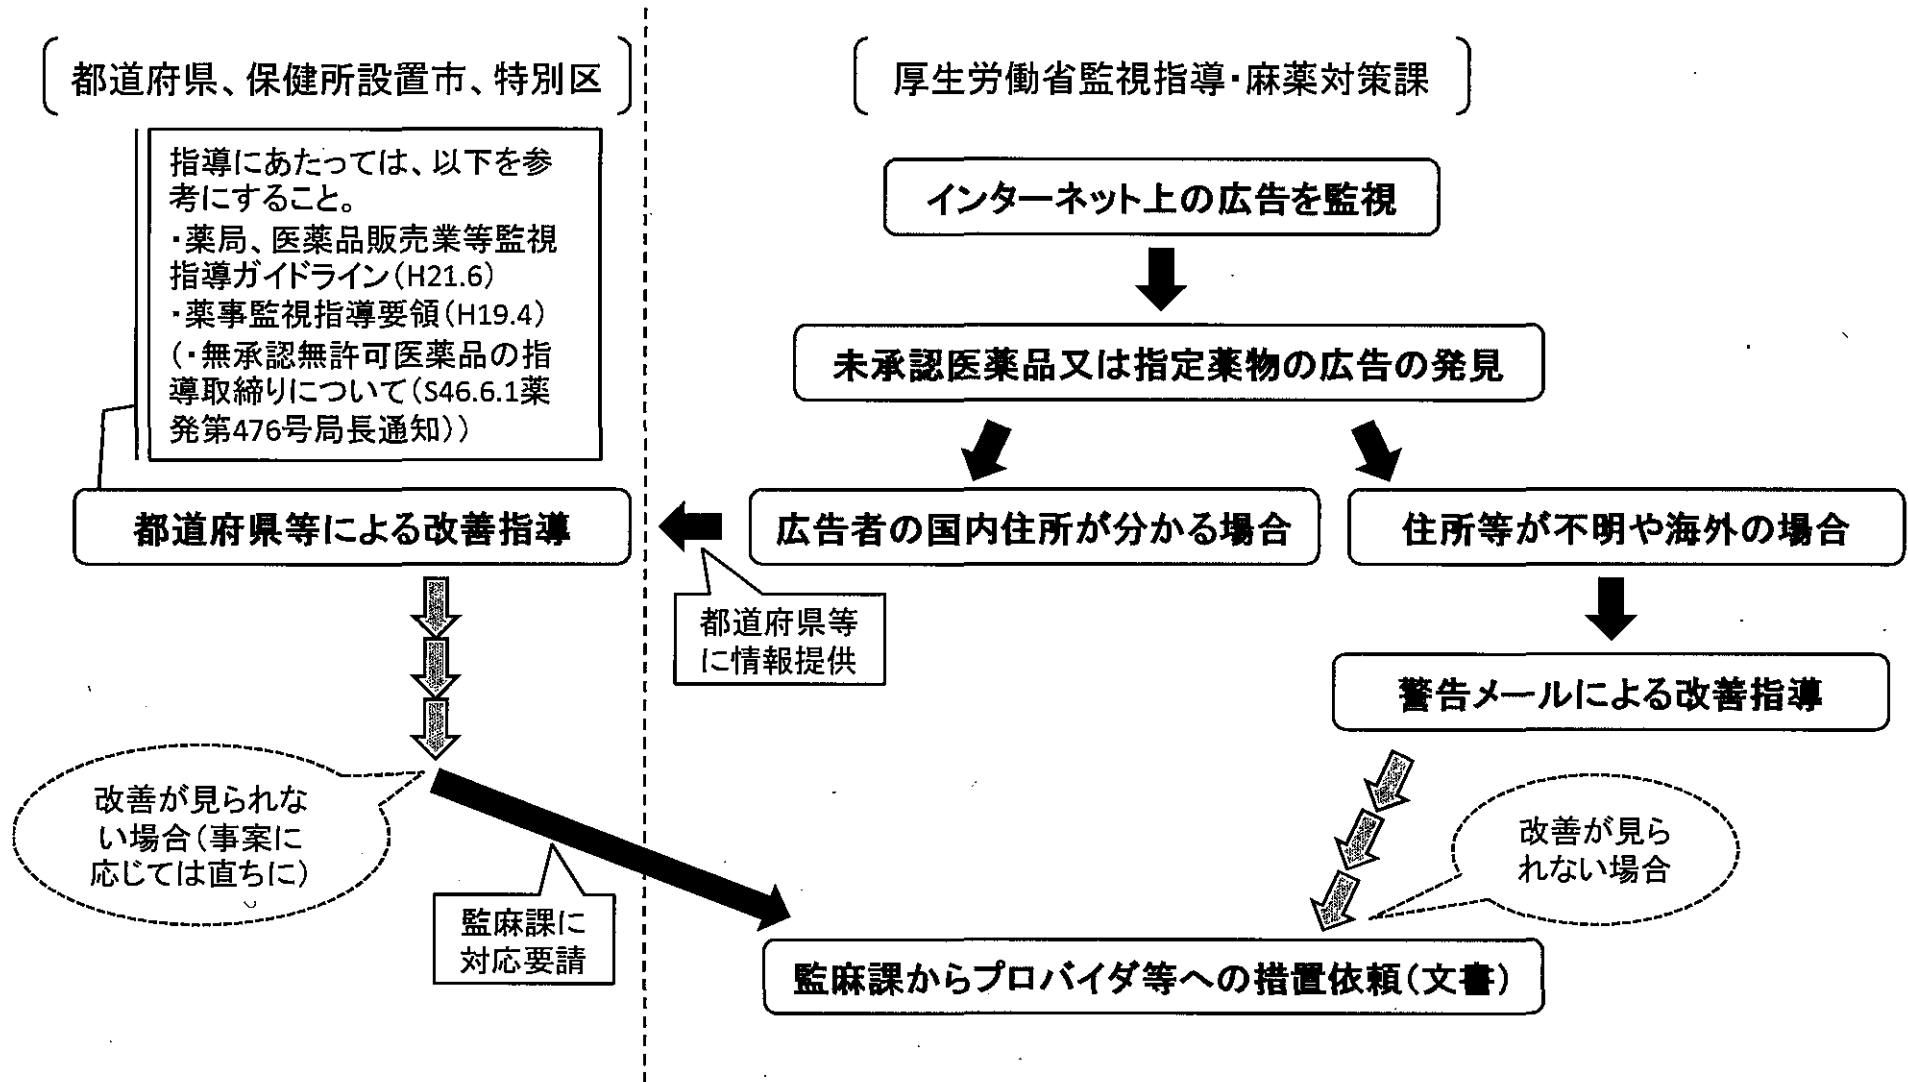 都道府県、保健所設置市、特別区
厚生労働省監視指導・麻薬対策課
指導にあたっては、以下を参
考にすること。
・薬局、医薬品販売業等監視
指導ガイドライン(H21.6)
・薬事監視指導要領(H19.4)
(・無承認無許可医薬品の指
導取締りについて(S46.6.1薬
発第476号局長通知))
インターネット上の広告を監視
未承認医薬品又は指定薬物の広告の発見
都道府県等による改善指導
広告者の国内住所が分かる場合
住所等が不明や海外の場合
都道府県等
に情報提供
警告メールによる改善指導
改善が見られな
い場合(事案に
応じては直ちに)
改善が見ら
れない場合
監麻課に
対応要請
監麻課からプロバイダ等への措置依頼(文書)